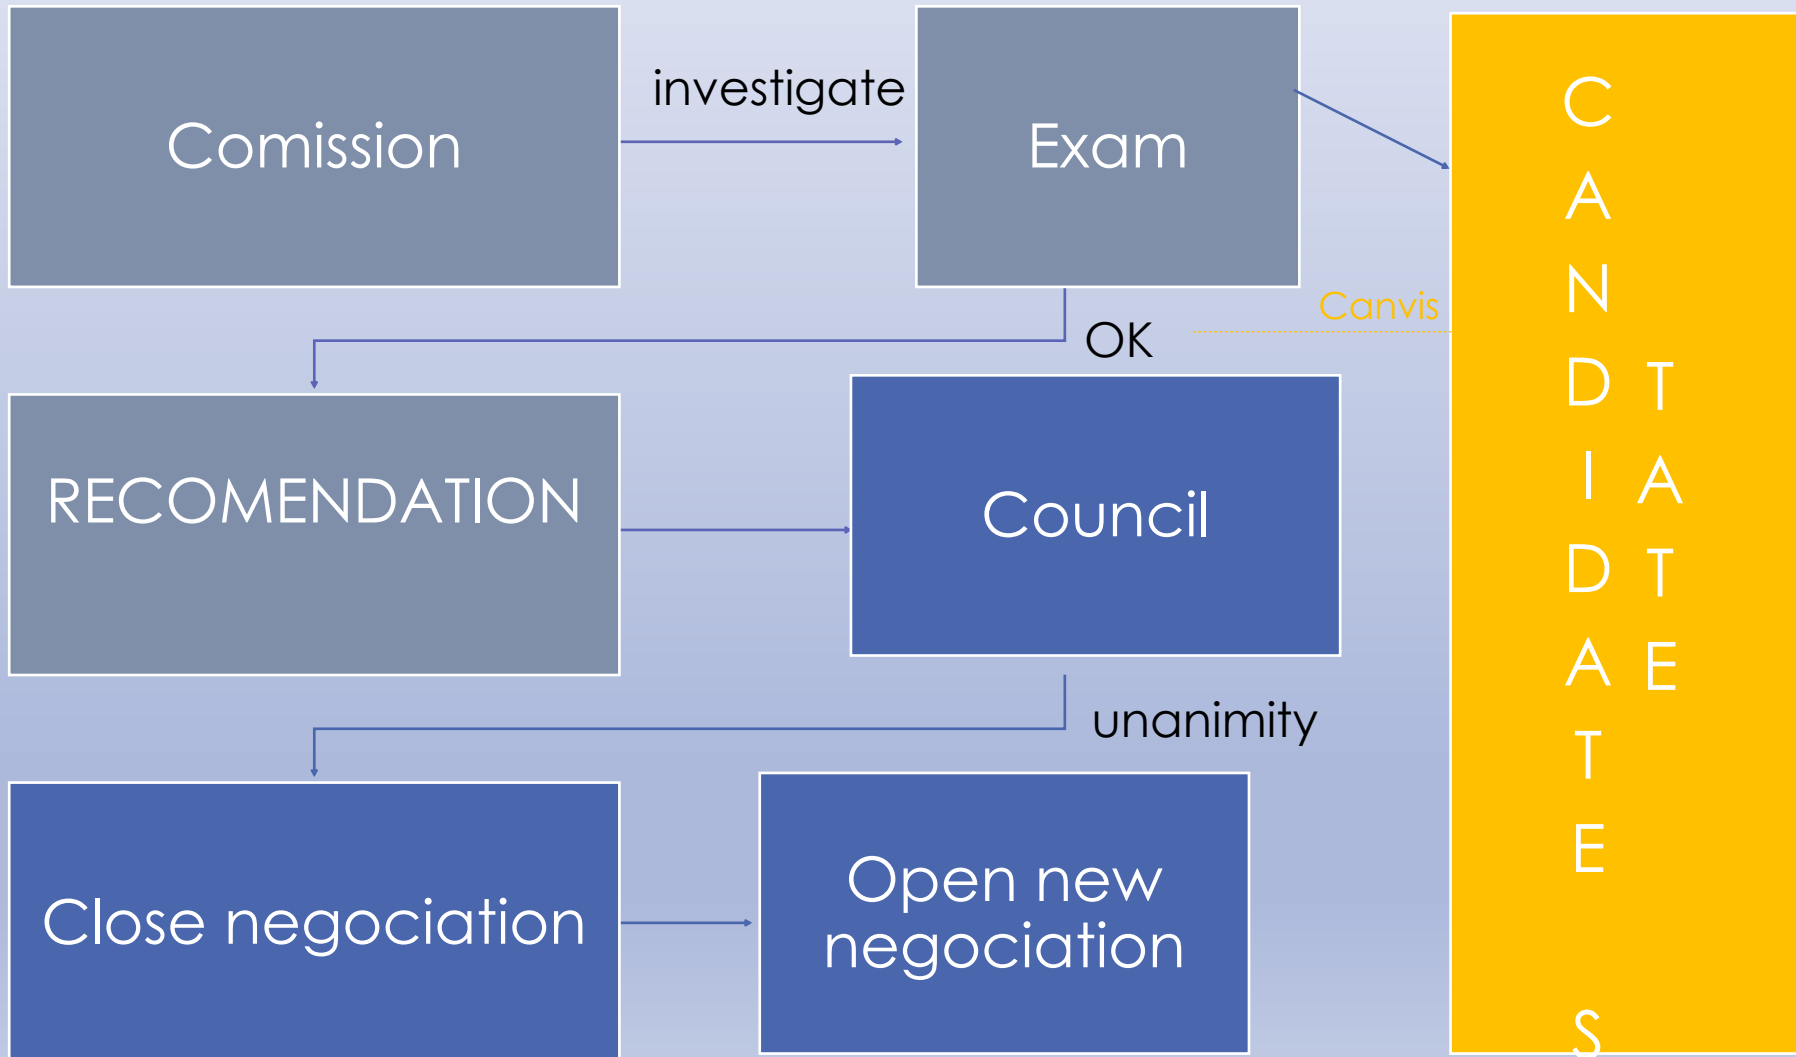 Comission
investigate
Exam
Canvis
OK
RECOMENDATION
Council
unanimity
Close negociation
Open new
negociation
C
A
N
D
I
D
A
T
E
S
T
A
T
E